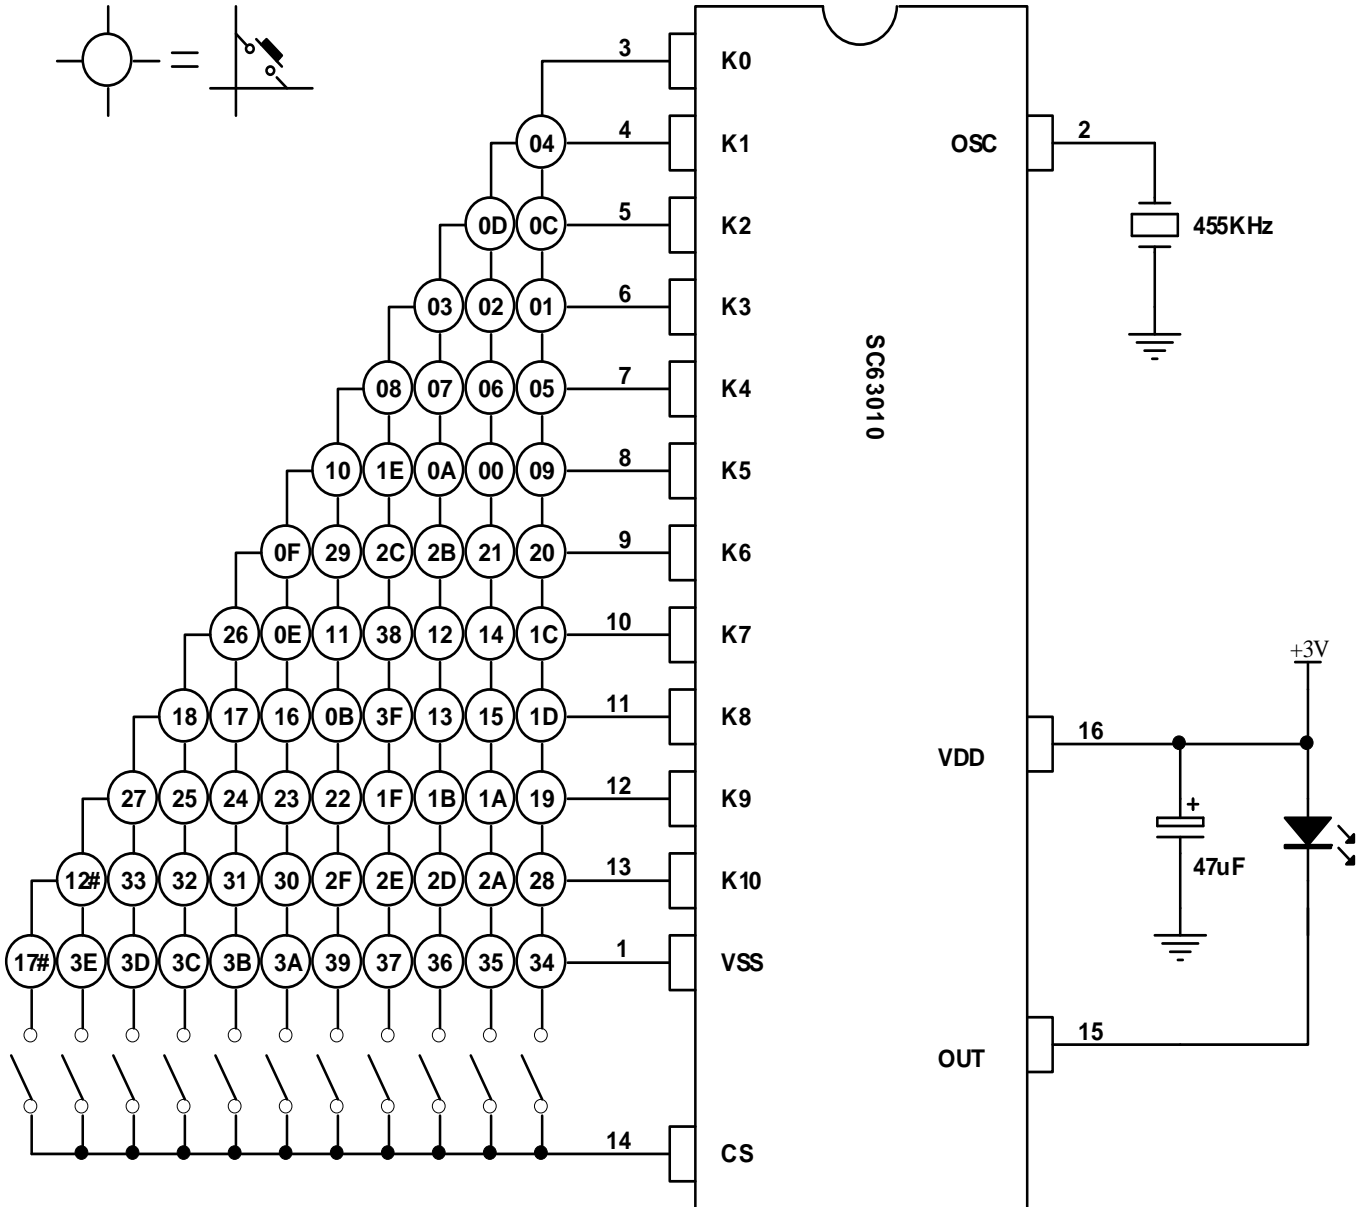 3 K0
04 4 K1 OSC 2
0D 0C 5 K2 455KHz
03 02 01 6 K3
SC63010
08 07 06 05 7 K4
10 1E 0A 00 09 8 K5
0F 29 2C 2B 21 20 9 K6
26 0E 11 38 12 14 1C 10 K7
+3V
18 17 16 0B 3F 13 15 1D 11 K8
VDD 16
27 25 24 23 22 1F 1B 1A 19 12 K9
+
47uF
12# 33 32 31 30 2F 2E 2D 2A 28 13 K10
17# 3E 3D 3C 3B 3A 39 37 36 35 34 1 VSS
OUT 15
14 CS